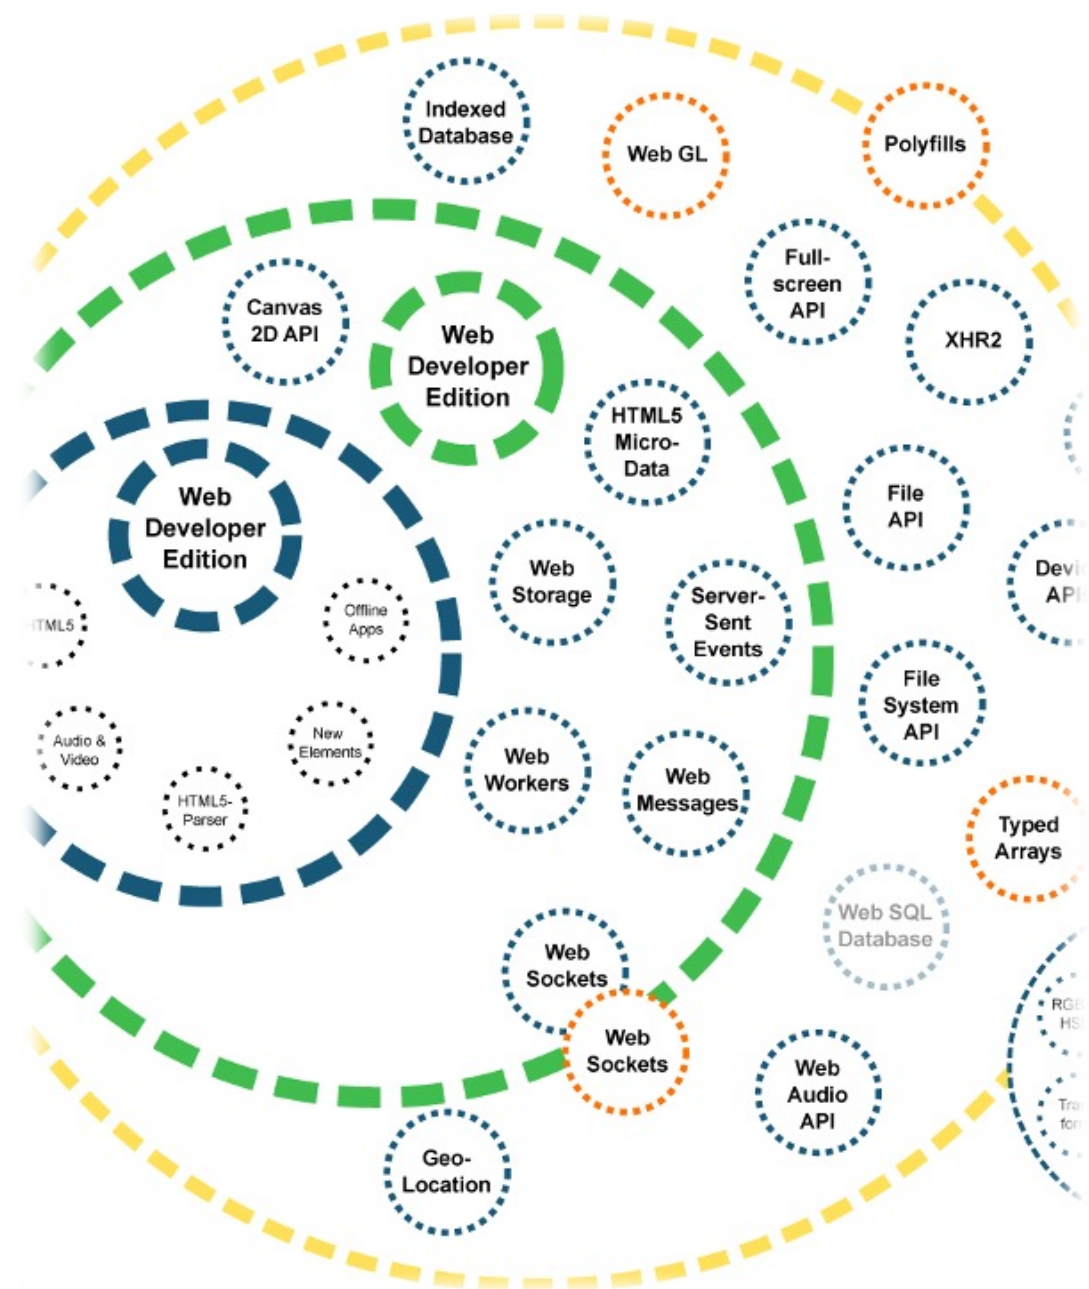 Indexed
Database
Web GL
Polyfills
Full-
screen
API
XHR2
Canvas
2D API
Web
Developer
Edition
HTML5
Micro-
Data
Web
Developer
Edition
File
API
Web
Storage
Server-
Sent
Events
HTML5
Offline
Apps
File
System
API
Audio &
Video
New
Elements
HTML5-
Parser
Web
Workers
Web
Messages
Typed
Arrays
Web SQL
Database
Web
Sockets
Web
Sockets
Web
Audio
API
Geo-
Location